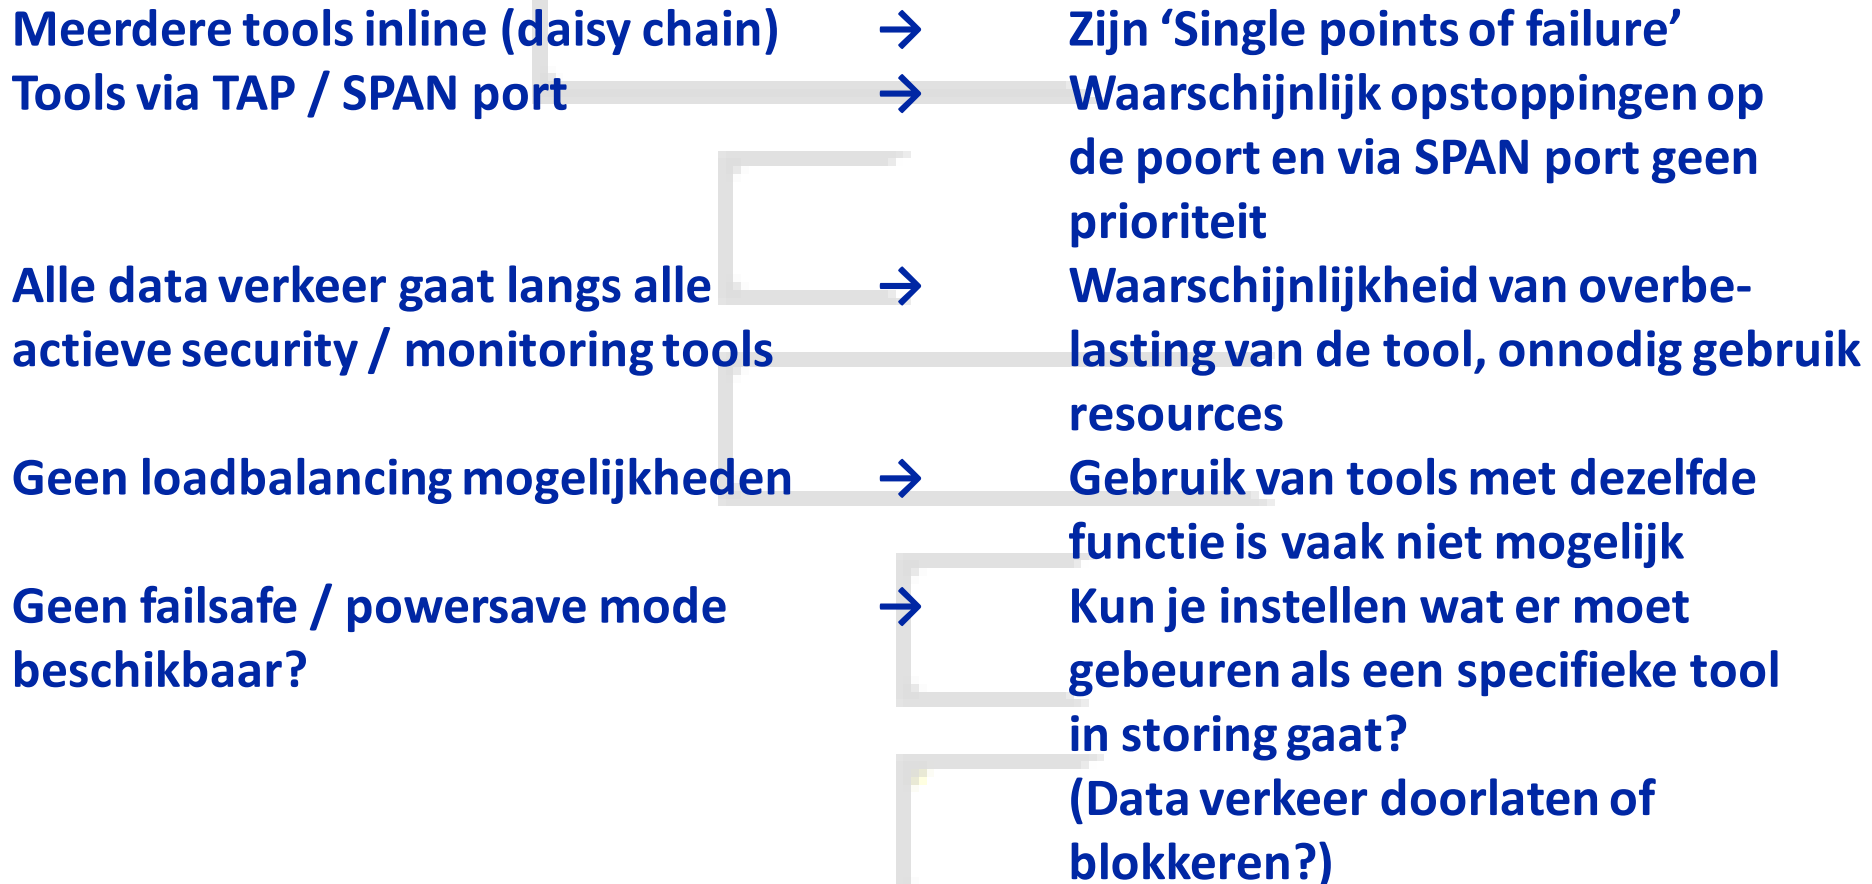 Meerdere tools inline (daisy chain) → Zijn ‘Single points of failure’
Tools via TAP / SPAN port → Waarschijnlijk opstoppingen op
de poort en via SPAN port geen
prioriteit
Alle data verkeer gaat langs alle → Waarschijnlijkheid van overbe-
actieve security / monitoring tools lasting van de tool, onnodig gebruik
resources
Geen loadbalancing mogelijkheden → Gebruik van tools met dezelfde
functie is vaak niet mogelijk
Geen failsafe / powersave mode → Kun je instellen wat er moet
beschikbaar? gebeuren als een specifieke tool
in storing gaat?
(Data verkeer doorlaten of
blokkeren?)